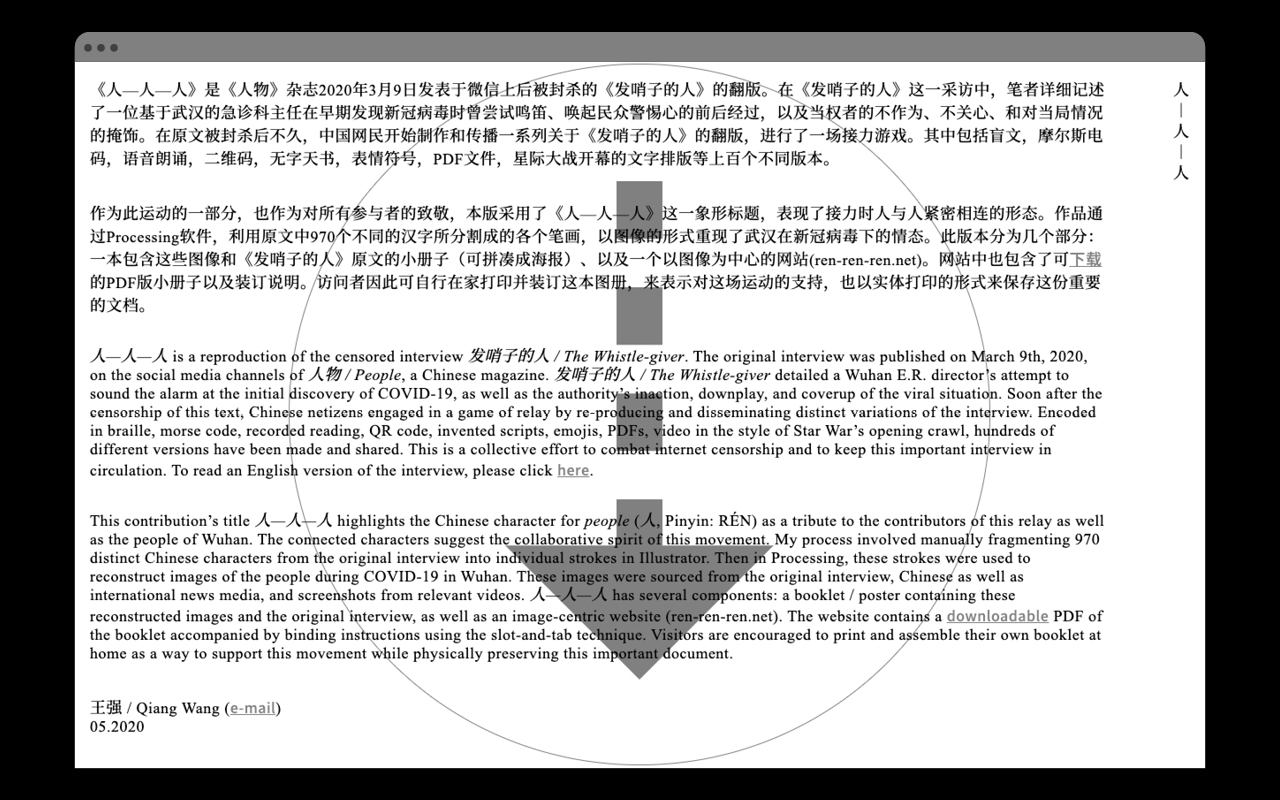 《人—人—人》是《人物》杂志2020年3月9日发表于微信上后被封杀的《发哨子的人》的翻版。在《发哨子的人》这一采访中，笔者详细记述
了一位基于武汉的急诊科主任在早期发现新冠病毒时曾尝试鸣笛、唤起民众警惕心的前后经过，以及当权者的不作为、不关心、和对当局情况
的掩饰。在原文被封杀后不久，中国网民开始制作和传播一系列关于《发哨子的人》的翻版，进行了一场接力游戏。其中包括盲文，摩尔斯电
码，语音朗诵，二维码，无字天书，表情符号，PDF文件，星际大战开幕的文字排版等上百个不同版本。
作为此运动的一部分，也作为对所有参与者的致敬，本版采用了《人—人—人》这一象形标题，表现了接力时人与人紧密相连的形态。作品通
过Processing软件，利用原文中970个不同的汉字所分割成的各个笔画，以图像的形式重现了武汉在新冠病毒下的情态。此版本分为几个部分：
一本包含这些图像和《发哨子的人》原文的小册子（可拼凑成海报）、以及一个以图像为中心的网站(ren-ren-ren.net)。网站中也包含了可下载
的PDF版小册子以及装订说明。访问者因此可自行在家打印并装订这本图册，来表示对这场运动的支持，也以实体打印的形式来保存这份重要
的文档。
人—人—人 is a reproduction of the censored interview 发哨子的人 / The Whistle-giver. The original interview was published on March 9th, 2020,
on the social media channels of 人物 / People, a Chinese magazine. 发哨子的人 / The Whistle-giver detailed a Wuhan E.R. director’s attempt to
sound the alarm at the initial discovery of COVID-19, as well as the authority’s inaction, downplay, and coverup of the viral situation. Soon after the
censorship of this text, Chinese netizens engaged in a game of relay by re-producing and disseminating distinct variations of the interview. Encoded
in braille, morse code, recorded reading, QR code, invented scripts, emojis, PDFs, video in the style of Star War’s opening crawl, hundreds of
different versions have been made and shared. This is a collective effort to combat internet censorship and to keep this important interview in
circulation. To read an English version of the interview, please click here.
This contribution’s title 人—人—人 highlights the Chinese character for people (人, Pinyin: RÉN) as a tribute to the contributors of this relay as well
as the people of Wuhan. The connected characters suggest the collaborative spirit of this movement. My process involved manually fragmenting 970
distinct Chinese characters from the original interview into individual strokes in Illustrator. Then in Processing, these strokes were used to
reconstruct images of the people during COVID-19 in Wuhan. These images were sourced from the original interview, Chinese as well as
international news media, and screenshots from relevant videos. 人—人—人 has several components: a booklet / poster containing these
reconstructed images and the original interview, as well as an image-centric website (ren-ren-ren.net). The website contains a downloadable PDF of
the booklet accompanied by binding instructions using the slot-and-tab technique. Visitors are encouraged to print and assemble their own booklet at
home as a way to support this movement while physically preserving this important document.
王强 / Qiang Wang (e-mail)
05.2020
人—人—人